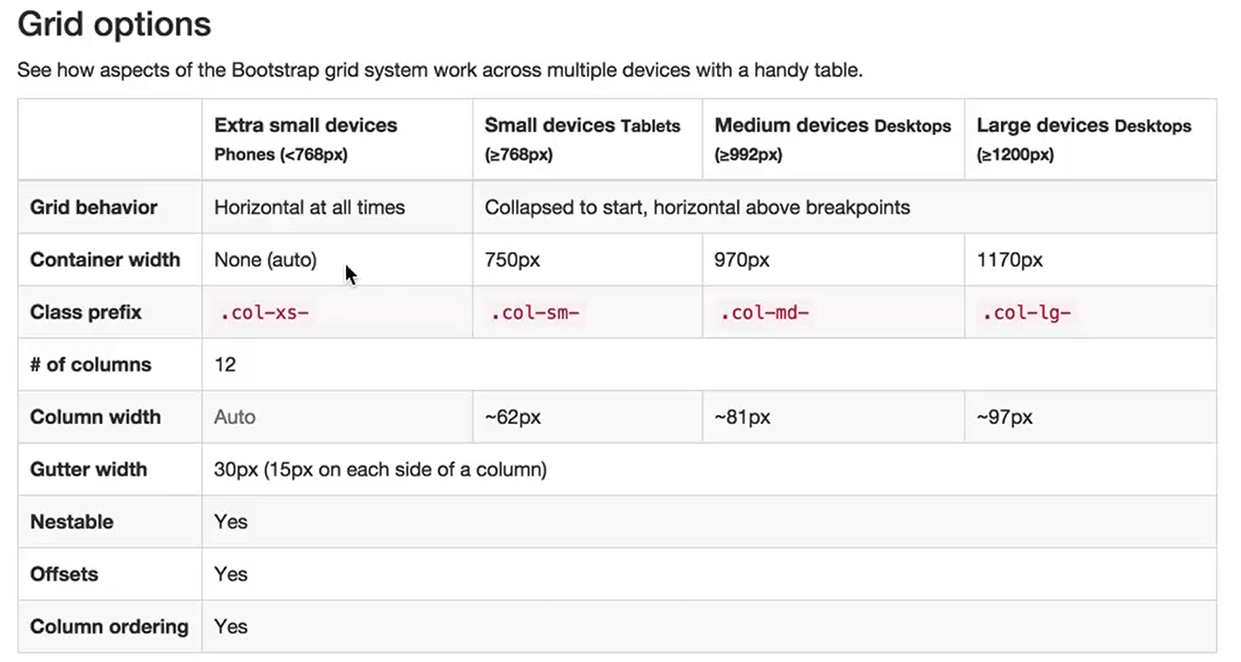 Grid options
See how aspects of the Bootstrap grid system work across multiple devices with a handy table.
Extra small devices Small devices Tablets Medium devices Desktops Large devices Desktops
Phones (<768px) (≥768px) (≥992px) (≥1200px)
Grid behavior Horizontal at all times Collapsed to start, horizontal above breakpoints
Container width None (auto) 750px 970px 1170px
Class prefix .col-xs- .col-sm- .col-md- .col-lg-
# of columns 12
Column width Auto ~62px ~81px ~97px
Gutter width 30px (15px on each side of a column)
Nestable Yes
Offsets Yes
Column ordering Yes